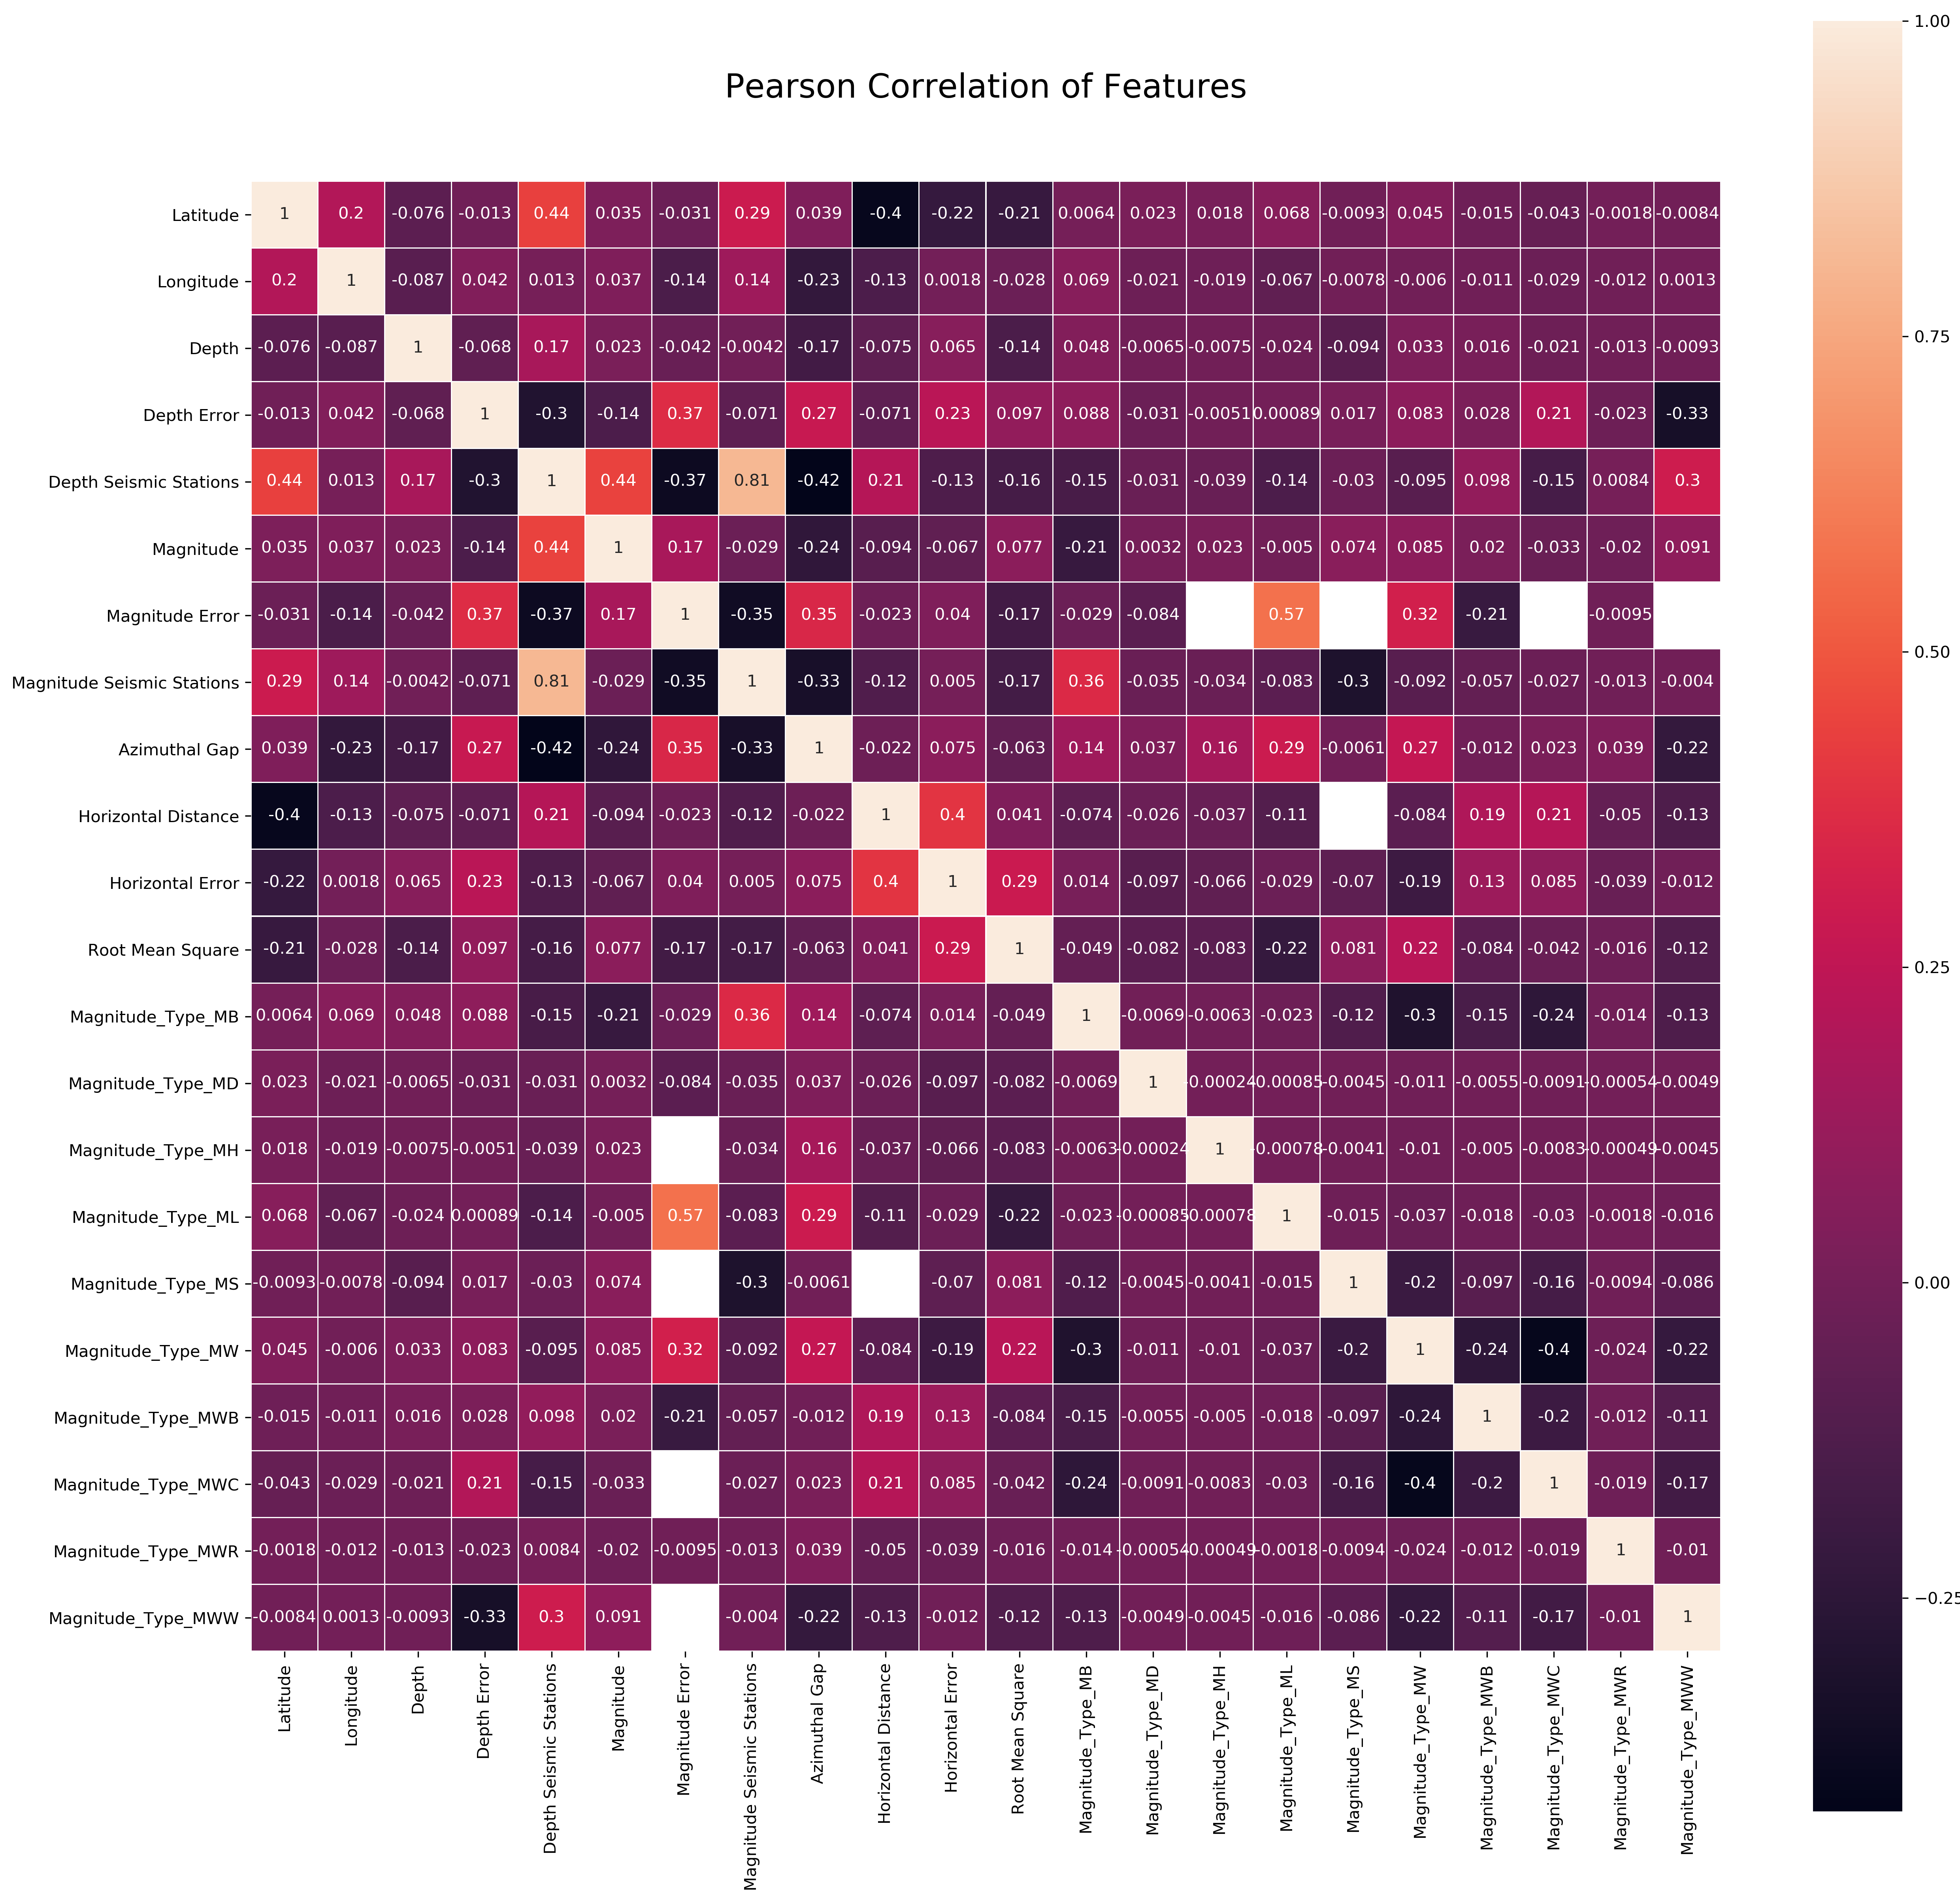 Pearson Correlation of Features
1.00
0.75
0.50
0.25
0.00
−0.25
Latitude 1 0.2 -0.076 -0.013 0.44 0.035 -0.031 0.29 0.039 -0.4 -0.22 -0.21 0.0064 0.023 0.018 0.068 -0.0093 0.045 -0.015 -0.043 -0.0018 -0.0084
Longitude 0.2 1 -0.087 0.042 0.013 0.037 -0.14 0.14 -0.23 -0.13 0.0018 -0.028 0.069 -0.021 -0.019 -0.067 -0.0078 -0.006 -0.011 -0.029 -0.012 0.0013
Depth -0.076 -0.087 1 -0.068 0.17 0.023 -0.042 -0.0042 -0.17 -0.075 0.065 -0.14 0.048 -0.0065 -0.0075 -0.024 -0.094 0.033 0.016 -0.021 -0.013 -0.0093
Depth Error -0.013 0.042 -0.068 1 -0.3 -0.14 0.37 -0.071 0.27 -0.071 0.23 0.097 0.088 -0.031 -0.0051 0.00089 0.017 0.083 0.028 0.21 -0.023 -0.33
Depth Seismic Stations 0.44 0.013 0.17 -0.3 1 0.44 -0.37 0.81 -0.42 0.21 -0.13 -0.16 -0.15 -0.031 -0.039 -0.14 -0.03 -0.095 0.098 -0.15 0.0084 0.3
Magnitude 0.035 0.037 0.023 -0.14 0.44 1 0.17 -0.029 -0.24 -0.094 -0.067 0.077 -0.21 0.0032 0.023 -0.005 0.074 0.085 0.02 -0.033 -0.02 0.091
Magnitude Error -0.031 -0.14 -0.042 0.37 -0.37 0.17 1 -0.35 0.35 -0.023 0.04 -0.17 -0.029 -0.084 0.57 0.32 -0.21 -0.0095
Magnitude Seismic Stations 0.29 0.14 -0.0042 -0.071 0.81 -0.029 -0.35 1 -0.33 -0.12 0.005 -0.17 0.36 -0.035 -0.034 -0.083 -0.3 -0.092 -0.057 -0.027 -0.013 -0.004
Azimuthal Gap 0.039 -0.23 -0.17 0.27 -0.42 -0.24 0.35 -0.33 1 -0.022 0.075 -0.063 0.14 0.037 0.16 0.29 -0.0061 0.27 -0.012 0.023 0.039 -0.22
Horizontal Distance -0.4 -0.13 -0.075 -0.071 0.21 -0.094 -0.023 -0.12 -0.022 1 0.4 0.041 -0.074 -0.026 -0.037 -0.11 -0.084 0.19 0.21 -0.05 -0.13
Horizontal Error -0.22 0.0018 0.065 0.23 -0.13 -0.067 0.04 0.005 0.075 0.4 1 0.29 0.014 -0.097 -0.066 -0.029 -0.07 -0.19 0.13 0.085 -0.039 -0.012
Root Mean Square -0.21 -0.028 -0.14 0.097 -0.16 0.077 -0.17 -0.17 -0.063 0.041 0.29 1 -0.049 -0.082 -0.083 -0.22 0.081 0.22 -0.084 -0.042 -0.016 -0.12
Magnitude_Type_MB 0.0064 0.069 0.048 0.088 -0.15 -0.21 -0.029 0.36 0.14 -0.074 0.014 -0.049 1 -0.0069 -0.0063 -0.023 -0.12 -0.3 -0.15 -0.24 -0.014 -0.13
Magnitude_Type_MD 0.023 -0.021 -0.0065 -0.031 -0.031 0.0032 -0.084 -0.035 0.037 -0.026 -0.097 -0.082 -0.0069 1 -0.00024 -0.00085 -0.0045 -0.011 -0.0055 -0.0091 -0.00054 -0.0049
Magnitude_Type_MH 0.018 -0.019 -0.0075 -0.0051 -0.039 0.023 -0.034 0.16 -0.037 -0.066 -0.083 -0.0063 -0.00024 1 -0.00078 -0.0041 -0.01 -0.005 -0.0083 -0.00049 -0.0045
Magnitude_Type_ML 0.068 -0.067 -0.024 0.00089 -0.14 -0.005 0.57 -0.083 0.29 -0.11 -0.029 -0.22 -0.023 -0.00085 -0.00078 1 -0.015 -0.037 -0.018 -0.03 -0.0018 -0.016
Magnitude_Type_MS -0.0093 -0.0078 -0.094 0.017 -0.03 0.074 -0.3 -0.0061 -0.07 0.081 -0.12 -0.0045 -0.0041 -0.015 1 -0.2 -0.097 -0.16 -0.0094 -0.086
Magnitude_Type_MW 0.045 -0.006 0.033 0.083 -0.095 0.085 0.32 -0.092 0.27 -0.084 -0.19 0.22 -0.3 -0.011 -0.01 -0.037 -0.2 1 -0.24 -0.4 -0.024 -0.22
Magnitude_Type_MWB -0.015 -0.011 0.016 0.028 0.098 0.02 -0.21 -0.057 -0.012 0.19 0.13 -0.084 -0.15 -0.0055 -0.005 -0.018 -0.097 -0.24 1 -0.2 -0.012 -0.11
Magnitude_Type_MWC -0.043 -0.029 -0.021 0.21 -0.15 -0.033 -0.027 0.023 0.21 0.085 -0.042 -0.24 -0.0091 -0.0083 -0.03 -0.16 -0.4 -0.2 1 -0.019 -0.17
Magnitude_Type_MWR -0.0018 -0.012 -0.013 -0.023 0.0084 -0.02 -0.0095 -0.013 0.039 -0.05 -0.039 -0.016 -0.014 -0.00054 -0.00049 -0.0018 -0.0094 -0.024 -0.012 -0.019 1 -0.01
Magnitude_Type_MWW -0.0084 0.0013 -0.0093 -0.33 0.3 0.091 -0.004 -0.22 -0.13 -0.012 -0.12 -0.13 -0.0049 -0.0045 -0.016 -0.086 -0.22 -0.11 -0.17 -0.01 1
Latitude
Longitude
Depth
Depth Error
Depth Seismic Stations
Magnitude
Magnitude Error
Magnitude Seismic Stations
Azimuthal Gap
Horizontal Distance
Horizontal Error
Root Mean Square
Magnitude_Type_MB
Magnitude_Type_MD
Magnitude_Type_MH
Magnitude_Type_ML
Magnitude_Type_MS
Magnitude_Type_MW
Magnitude_Type_MWB
Magnitude_Type_MWC
Magnitude_Type_MWR
Magnitude_Type_MWW